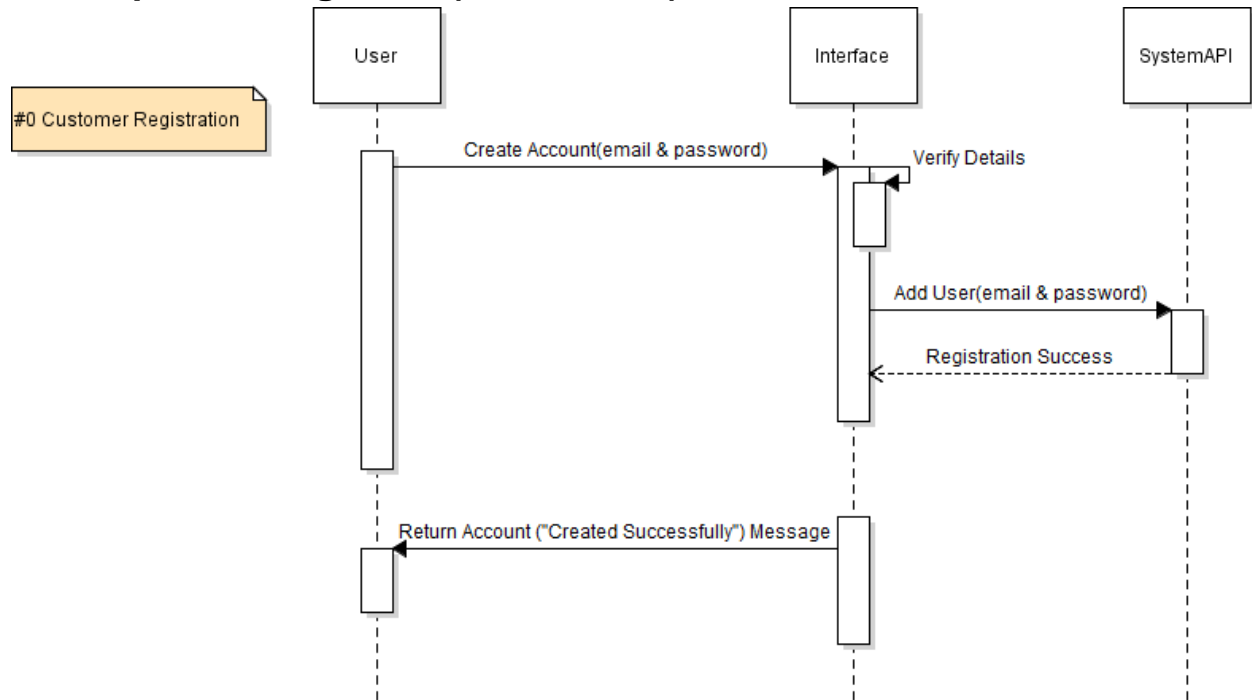 User
Interface
SystemAPI
#0 Customer Registration
Create Account(email & password)
Verify Details
Add User(email & password)
Registration Success
Return Account ("Created Successfully") Message